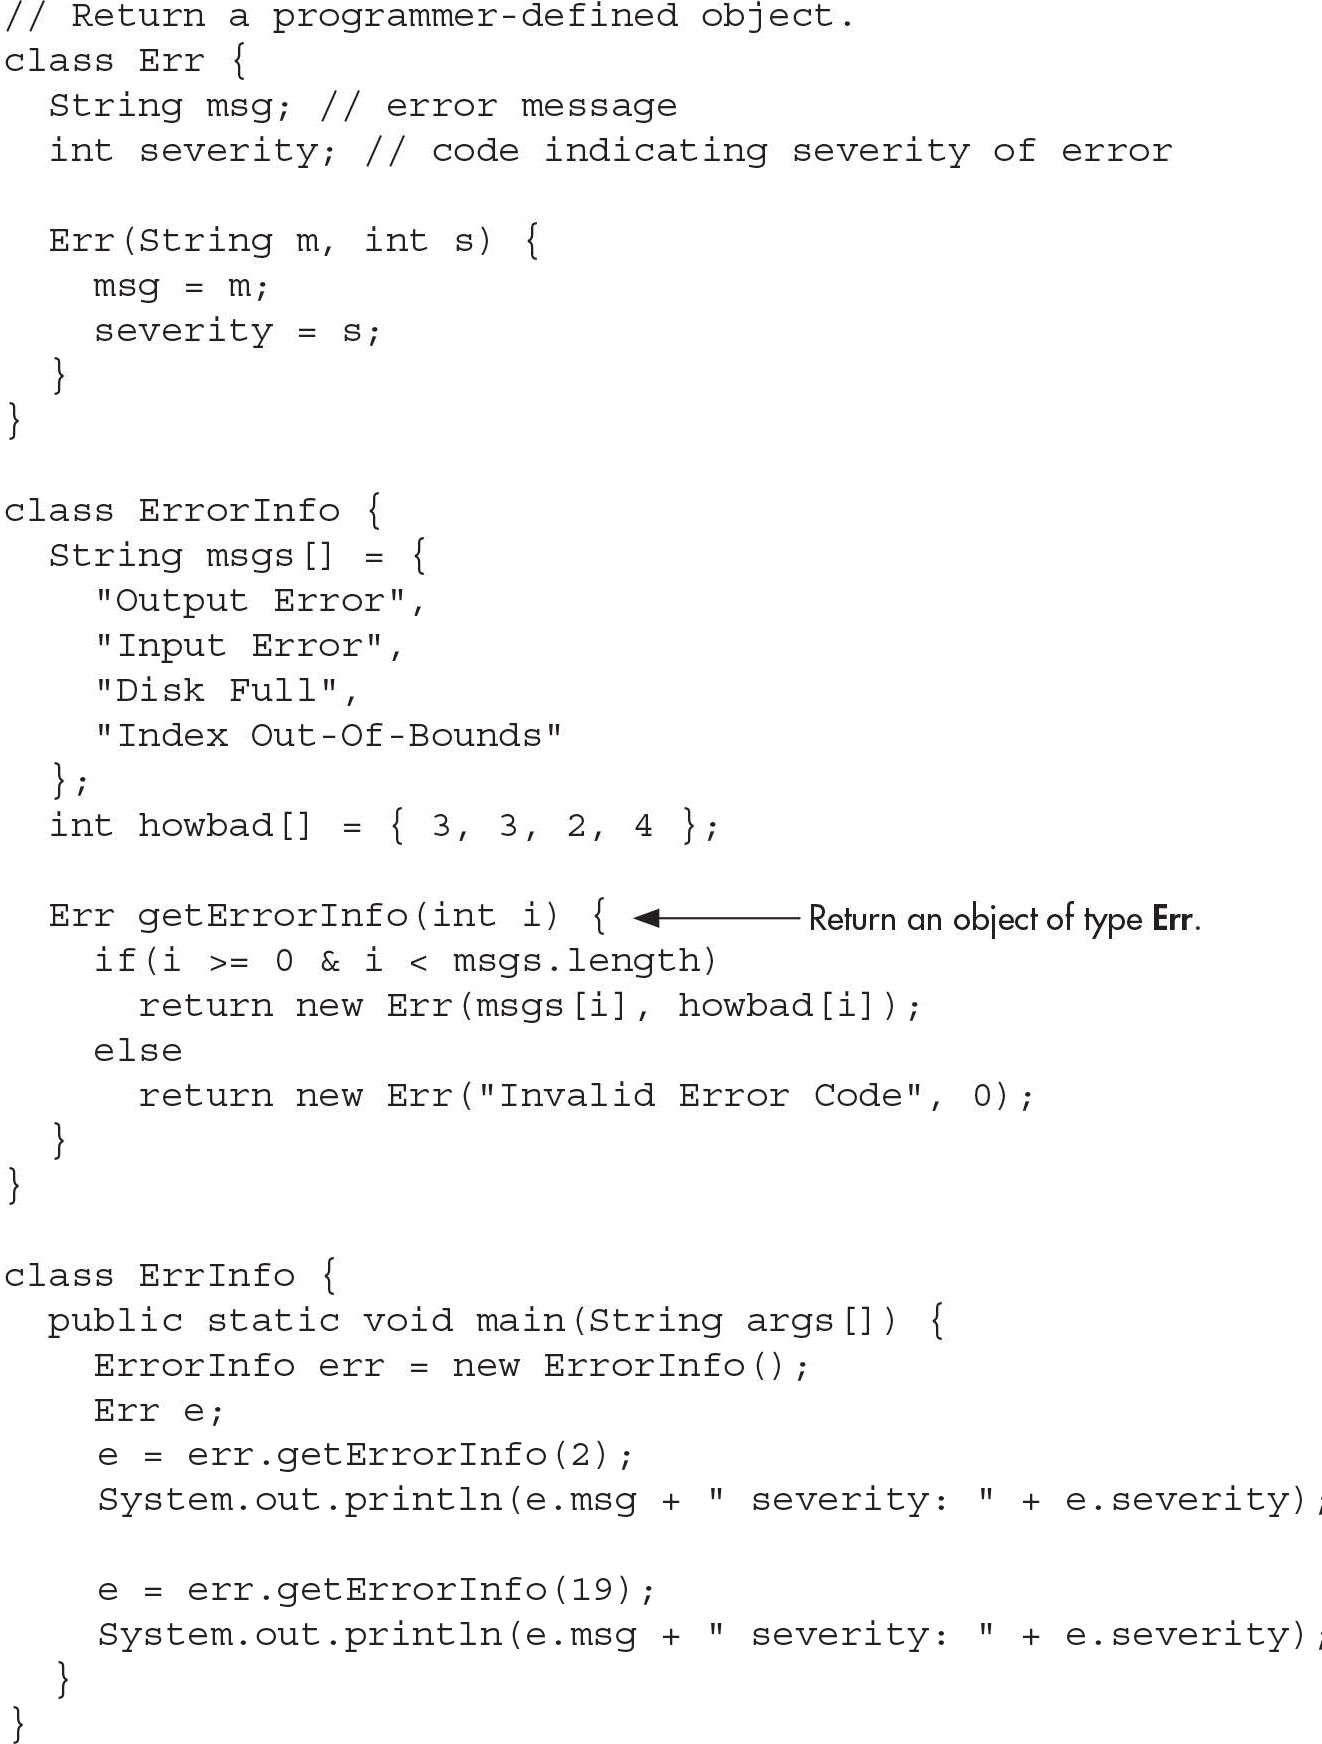 // Return a programmer-defined object.
class Err {
  String msg; // error message
  int severity; // code indicating severity of error

  Err(String m, int s) {
    msg = m;
    severity = s;
  }
}

class ErrorInfo {
  String msgs[] = {
    "Output Error",
    "Input Error",
    "Disk Full",
    "Index Out-Of-Bounds"
  };
  int howbad[] = { 3, 3, 2, 4 };

  Err getErrorInfo(int i) { Return an object of type Err.
    if(i >= 0 & i < msgs.length)
      return new Err(msgs[i], howbad[i]);
    else
      return new Err("Invalid Error Code", 0);
  }
}

class ErrInfo {
  public static void main(String args[]) {
    ErrorInfo err = new ErrorInfo();
    Err e;
    e = err.getErrorInfo(2);
    System.out.println(e.msg + " severity: " + e.severity);

    e = err.getErrorInfo(19);
    System.out.println(e.msg + " severity: " + e.severity);
  }
}